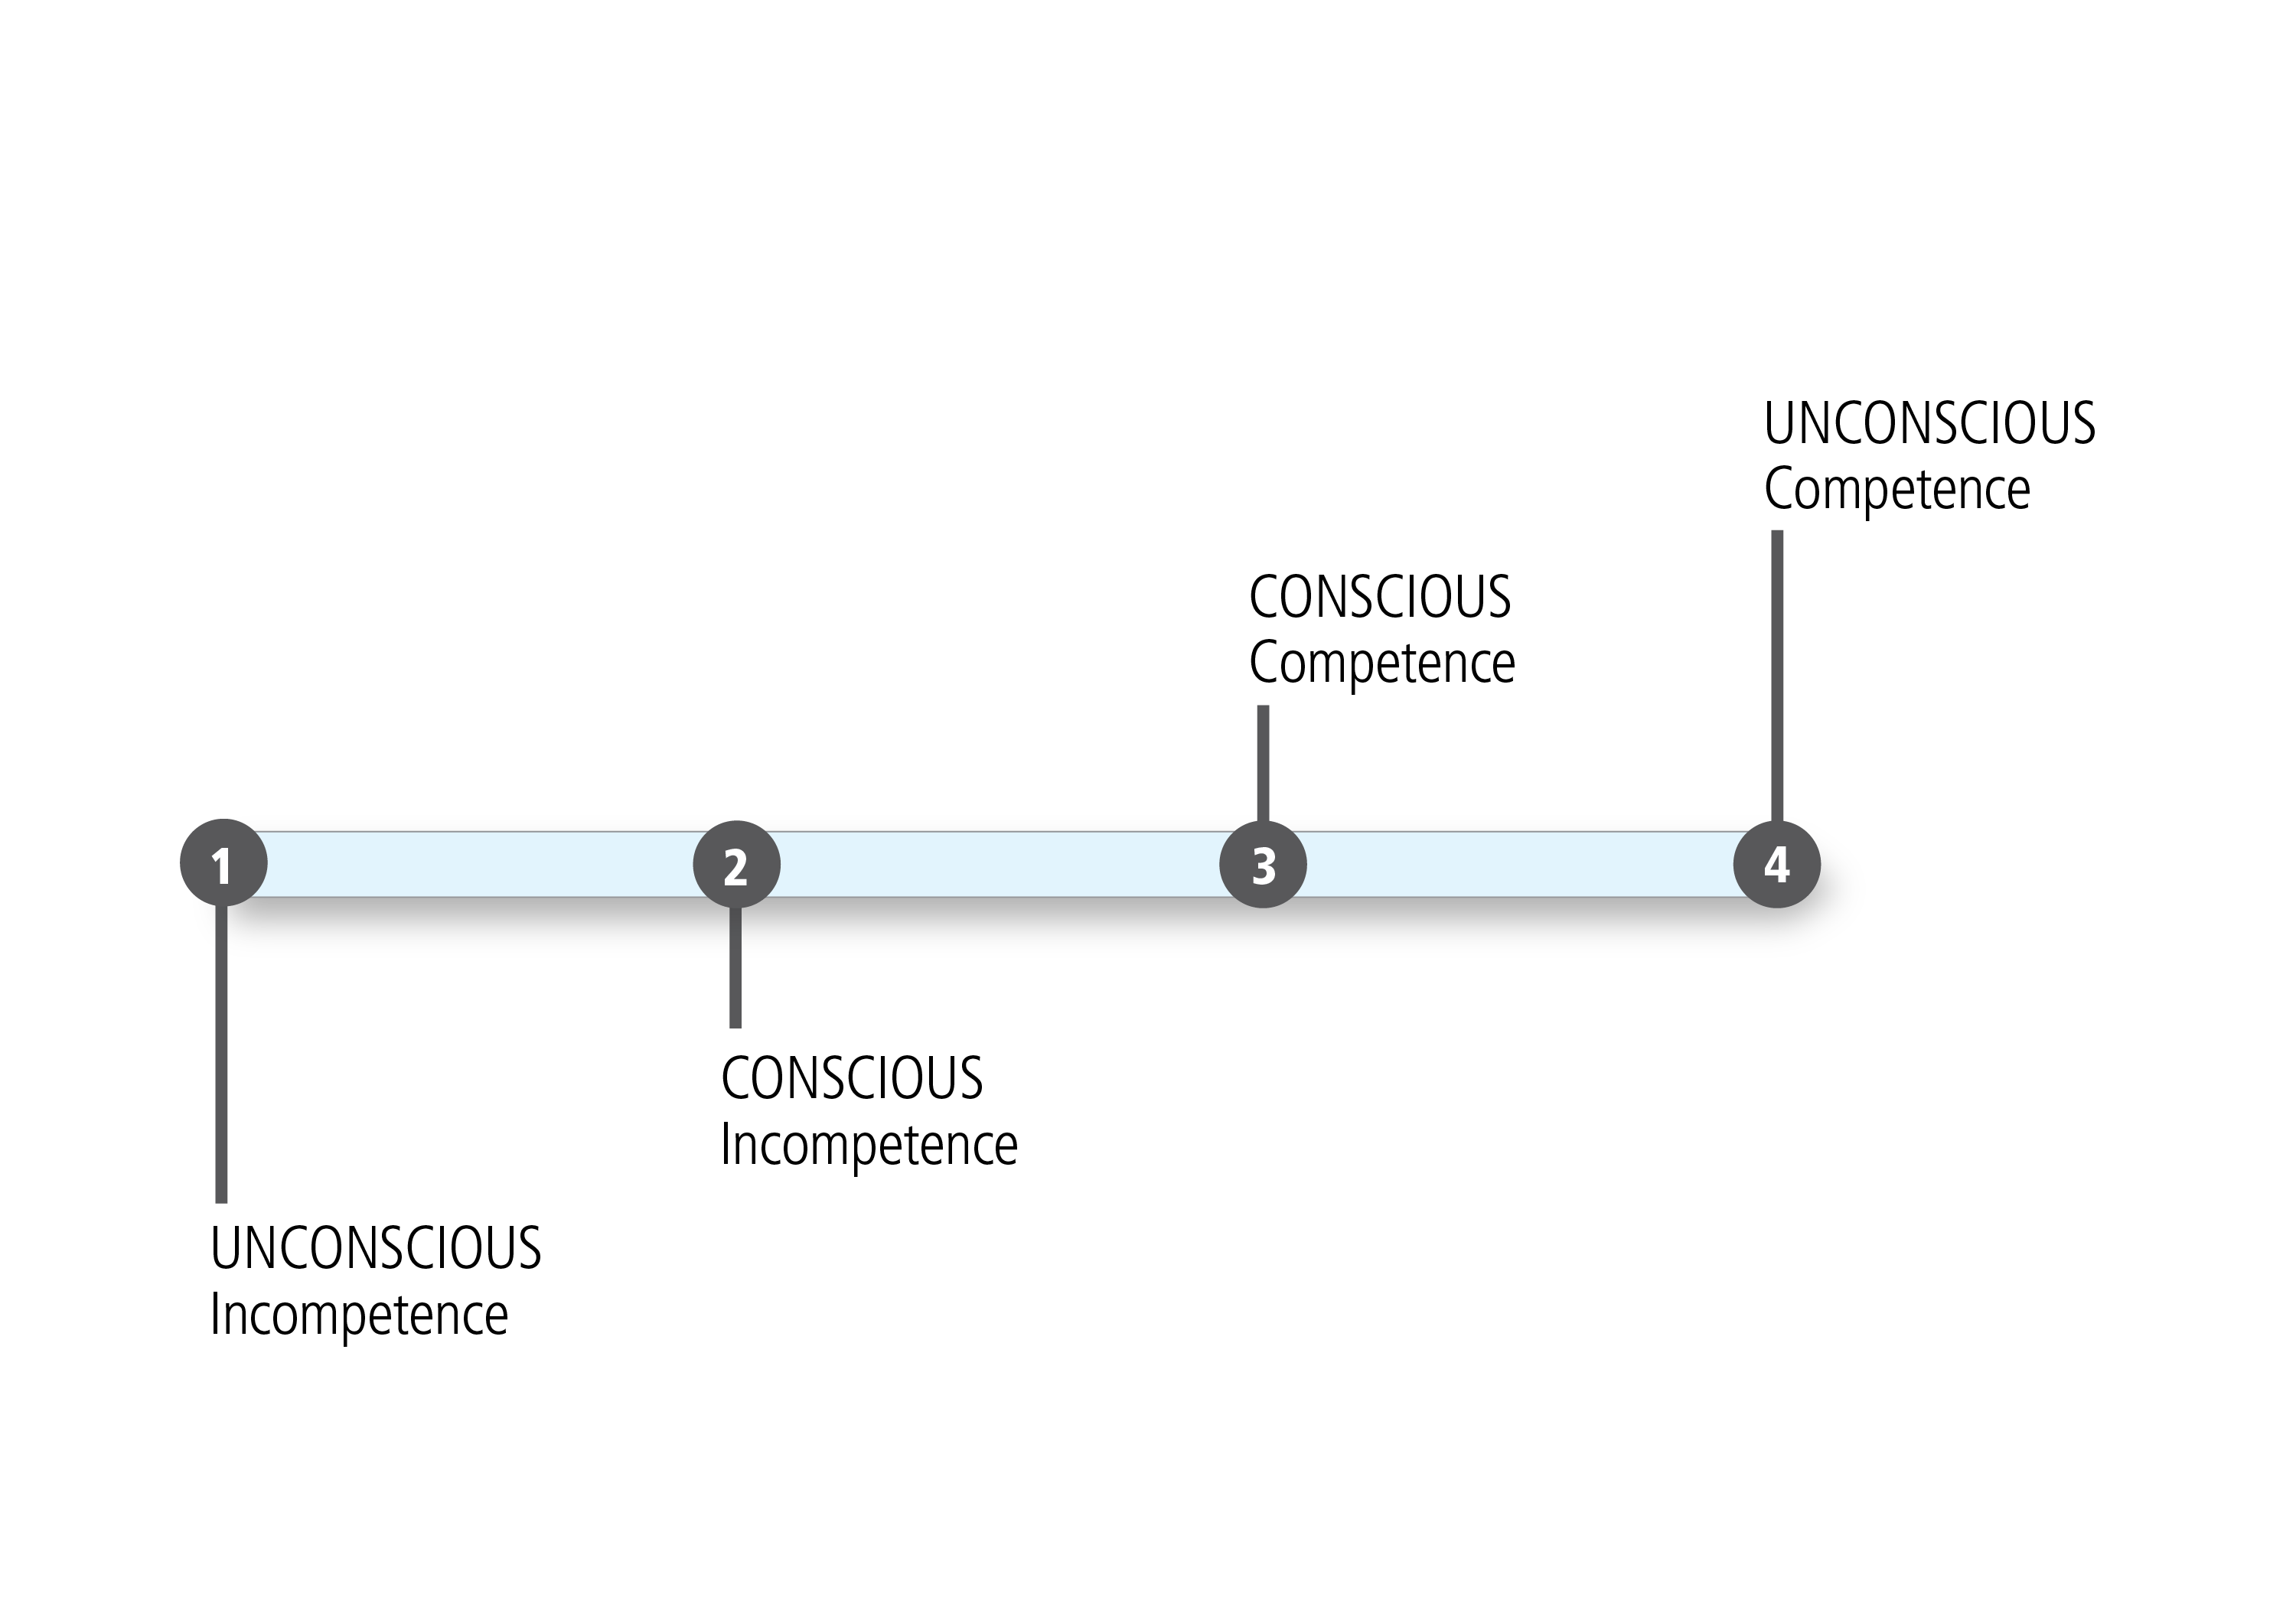 UNCONSCIOUS
Competence
CONSCIOUS
Competence
1
2
3
4
CONSCIOUS
Incompetence
UNCONSCIOUS
Incompetence